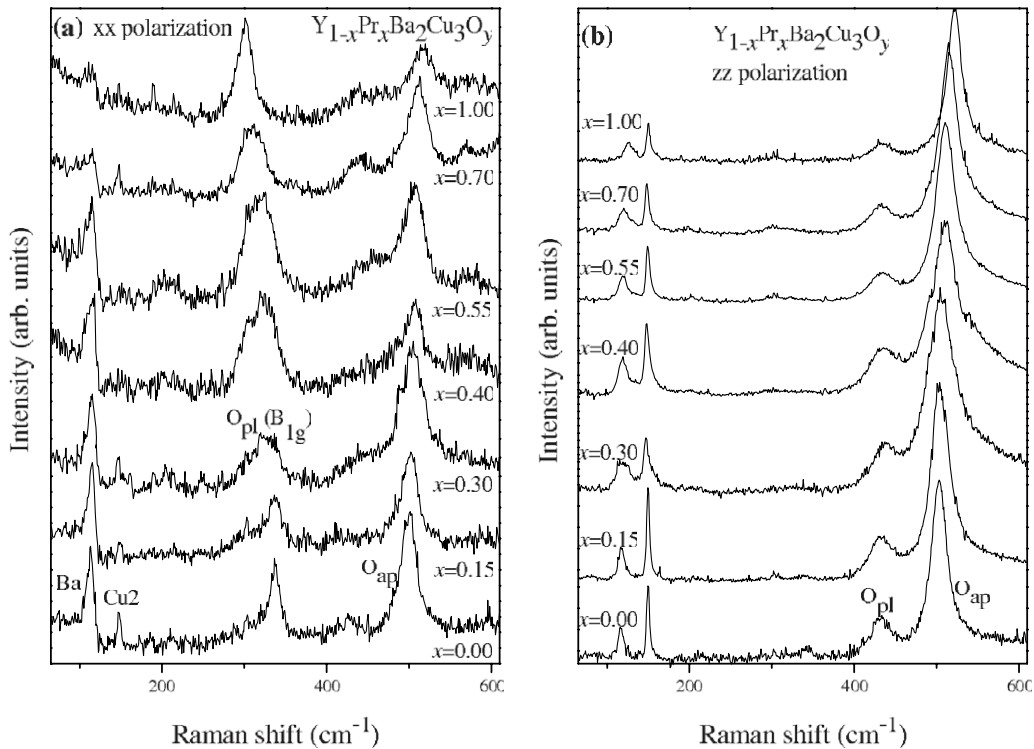 (a) xx polarization
Y1-xPrxBa2Cu3Oy
x=1.00
x=0.70
x=0.55
x=0.40
Opl (B1g)
x=0.30
x=0.15
Ba
Cu2
Oap
x=0.00
200
400
600
Intensity (arb. units)
Raman shift (cm-1)
(b)
Y1-xPrxBa2Cu3Oy
zz polarization
x=1.00
x=0.70
x=0.55
x=0.40
x=0.30
x=0.15
x=0.00
Opl
Oap
200
400
500
600
Intensity (arb. units)
Raman shift (cm-1)